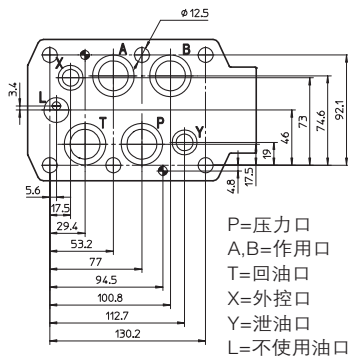 ø12.5
A
B
X
L
T
P
Y
3.4
5.6
17.5
29.4
53.2
77
94.5
100.8
112.7
130.2
4.8
17.5
19
46
73
74.6
92.1
P=压力口
A,B=作用口
T=回油口
X=外控口
Y=泄油口
L=不使用油口